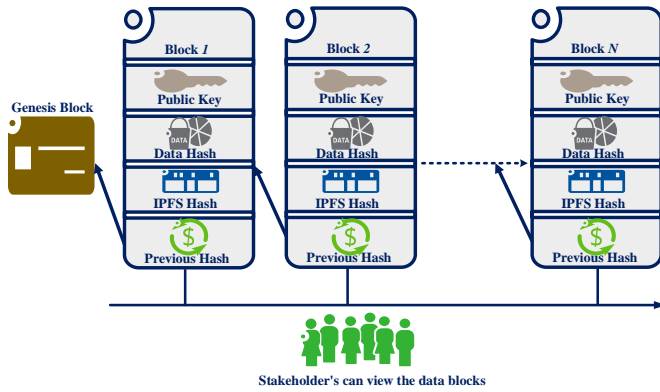 Block 1
Block 2
Block N
Public Key
Public Key
Public Key
Genesis Block
DATA
DATA
DATA
Data Hash
Data Hash
Data Hash
IPFS Hash
IPFS Hash
IPFS Hash
$
$
$
Previous Hash
Previous Hash
Previous Hash
Stakeholder's can view the data blocks